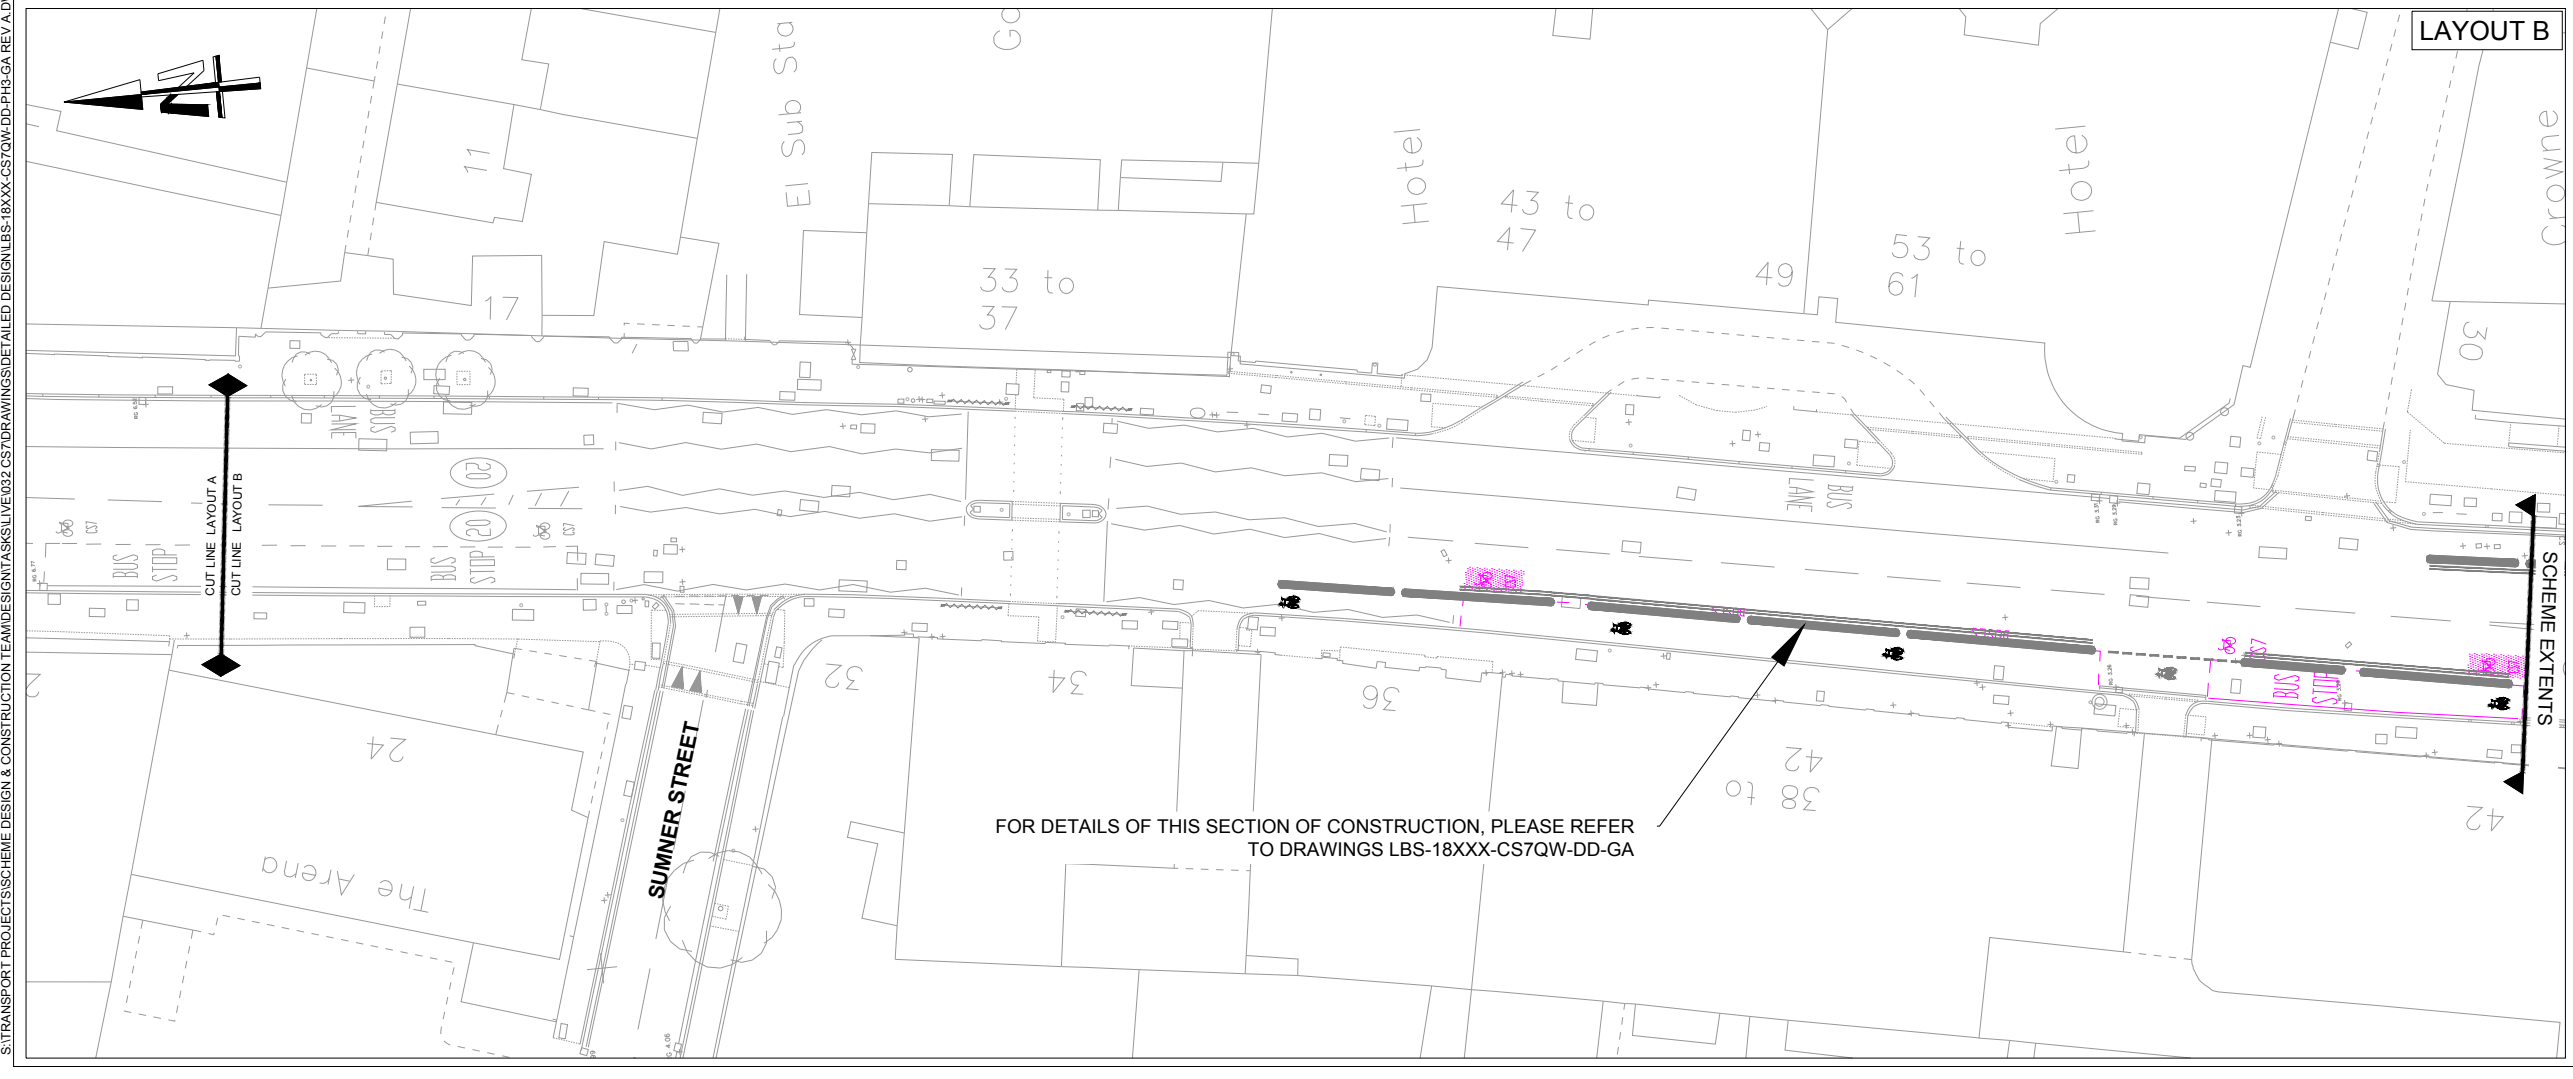 LAYOUT B
S:\TRANSPORT PROJECTS\SCHEME DESIGN & CONSTRUCTION TEAM\DESIGN\TASKS\LIVE\032 CS7\DRAWINGS\DETAILED DESIGN\LBS-18XXX-CS7QW-DD-PH3-GA REV A.D
N
11
17
El Sub Sta
33 to
37
Hotel
43 to
47
49
53 to
61
Hotel
Crowne
30
CUT LINE LAYOUT A
CUT LINE LAYOUT B
BUS
LANE
20
20
CS7
CS7
BUS
STOP
BUS
STOP
BUS
LANE
CS7
BUS
STOP
SCHEME EXTENTS
24
The Arena
SUMNER STREET
32
34
36
38 to
42
42
FOR DETAILS OF THIS SECTION OF CONSTRUCTION, PLEASE REFER
TO DRAWINGS LBS-18XXX-CS7QW-DD-GA